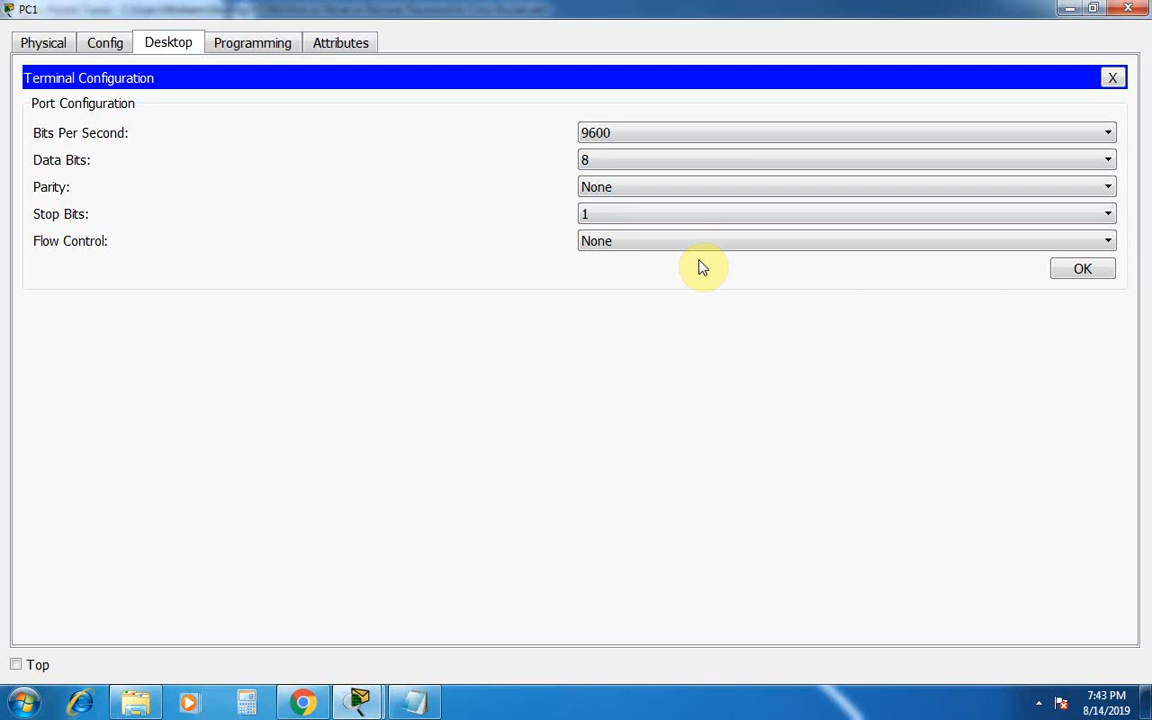 PC1
Physical Config Desktop Programming Attributes
Terminal Configuration X
Port Configuration
Bits Per Second: 9600
Data Bits: 8
Parity: None
Stop Bits: 1
Flow Control: None
OK
Top
7:43 PM
8/14/2019